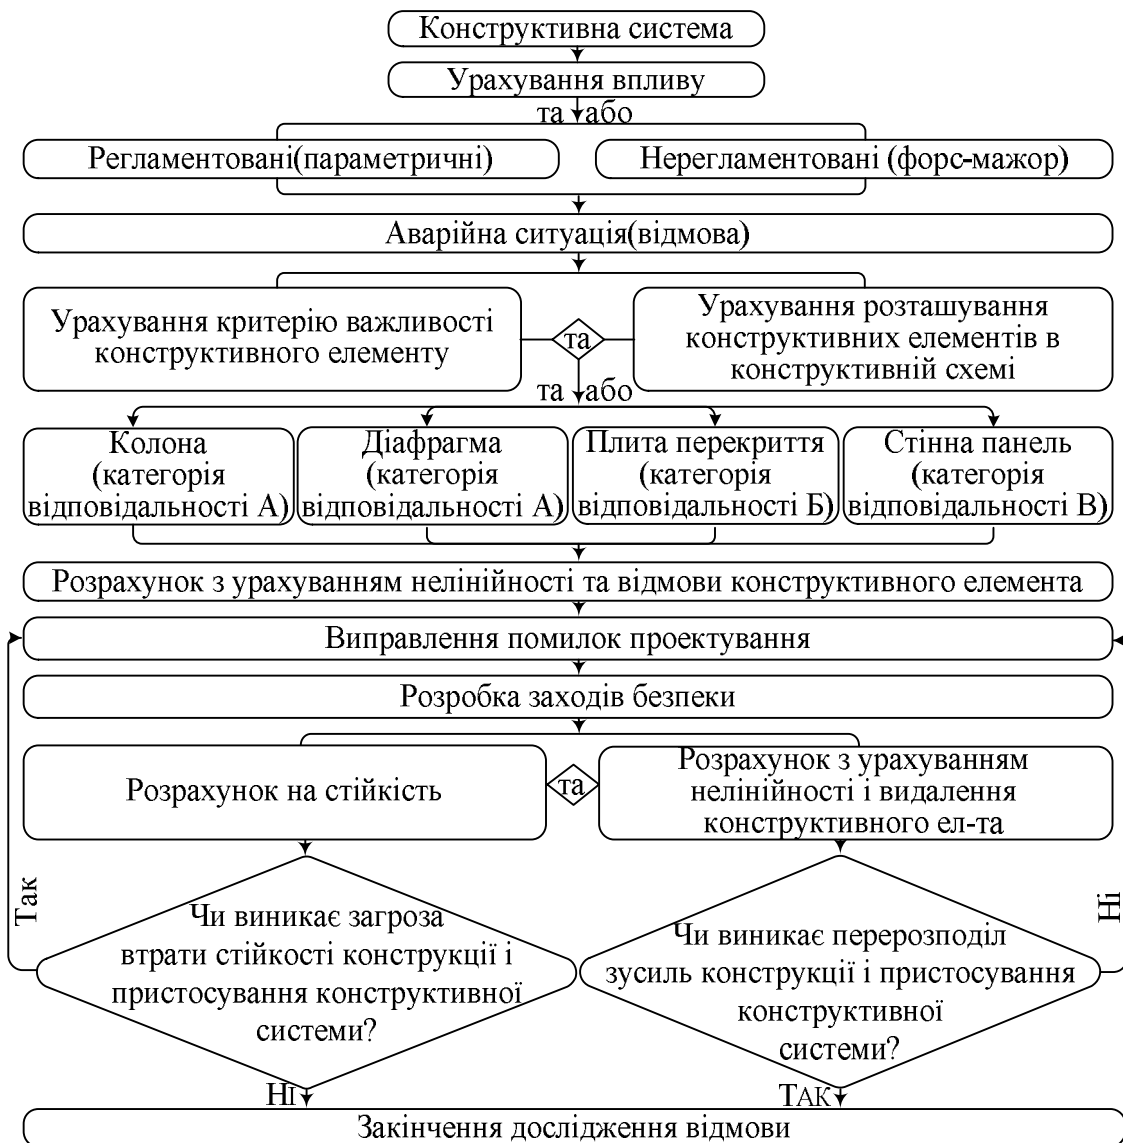 Конструктивна система
Урахування впливу
та або
Регламентовані(параметричні)
Нерегламентовані (форс-мажор)
Аварійна ситуація(відмова)
Урахування критерію важливості
конструктивного елементу
та
Урахування розташування
конструктивних елементів в
конструктивній схемі
та або
Колона
(категорія
відповідальності А)
Діафрагма
(категорія
відповідальності А)
Плита перекриття
(категорія
відповідальності Б)
Стінна панель
(категорія
відповідальності В)
Розрахунок з урахуванням нелінійності та відмови конструктивного елемента
Виправлення помилок проектування
Розробка заходів безпеки
Розрахунок на стійкість
та
Розрахунок з урахуванням
нелінійності і видалення
конструктивного ел-та
Так
Чи виникає загроза
втрати стійкості конструкції і
пристосування конструктивної
системи?
Чи виникає перерозподіл
зусиль конструкції і пристосування
конструктивної
системи?
Ні
НІ
ТАК
Закінчення дослідження відмови